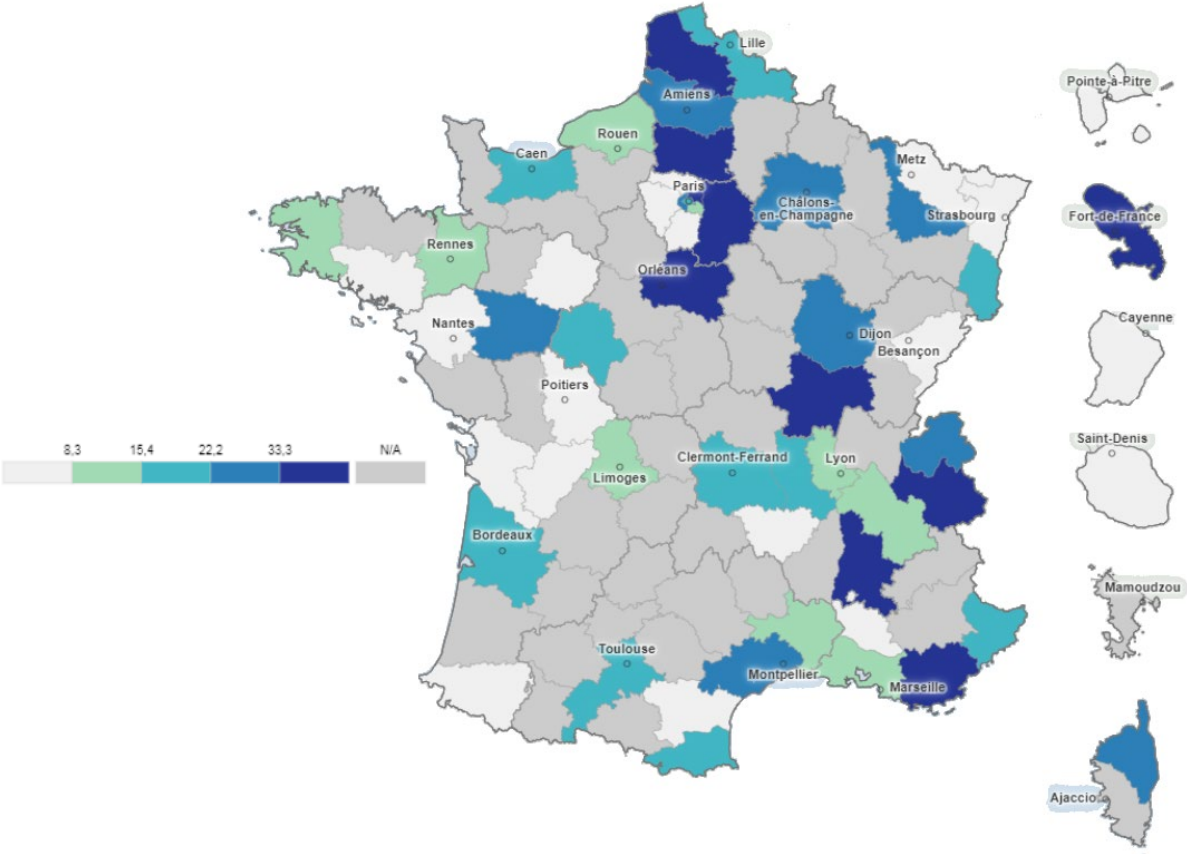 Lille
Pointe-à-Pitre
Amiens
Rouen
Caen
Metz
Paris
Châlons-
en-Champagne
Strasbourg
Fort-de-France
Rennes
Orléans
Cayenne
Nantes
Dijon
Besançon
Poitiers
Saint-Denis
8,3 15,4 22,2 33,3 N/A
Clermont-Ferrand
Lyon
Limoges
Bordeaux
Mamoudzou
Toulouse
Montpellier
Marseille
Ajaccio